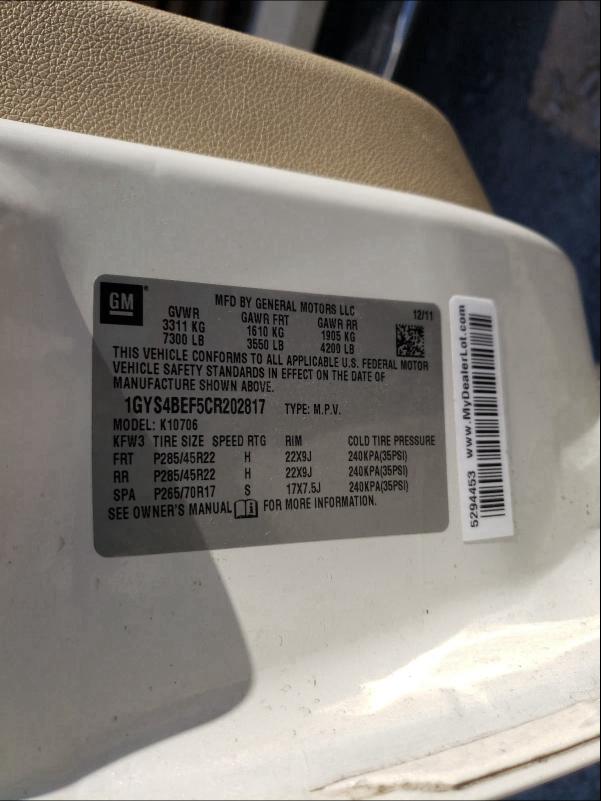 GM
MFD BY GENERAL MOTORS LLC
12/11
GVWR GAWR FRT GAWR RR
3311 KG 1610 KG 1905 KG
7300 LB 3550 LB 4200 LB
THIS VEHICLE CONFORMS TO ALL APPLICABLE U.S. FEDERAL MOTOR
VEHICLE SAFETY STANDARDS IN EFFECT ON THE DATE OF
MANUFACTURE SHOWN ABOVE.
1GYS4BEF5CR202817 TYPE: M.P.V.
MODEL: K10706
KFW3 TIRE SIZE SPEED RTG RIM COLD TIRE PRESSURE
FRT P285/45R22 H 22X9J 240KPA(35PSI)
RR P285/45R22 H 22X9J 240KPA(35PSI)
SPA P265/70R17 S 17X7.5J 240KPA(35PSI)
SEE OWNER'S MANUAL FOR MORE INFORMATION.
www.MyDealerLot.com
5294453